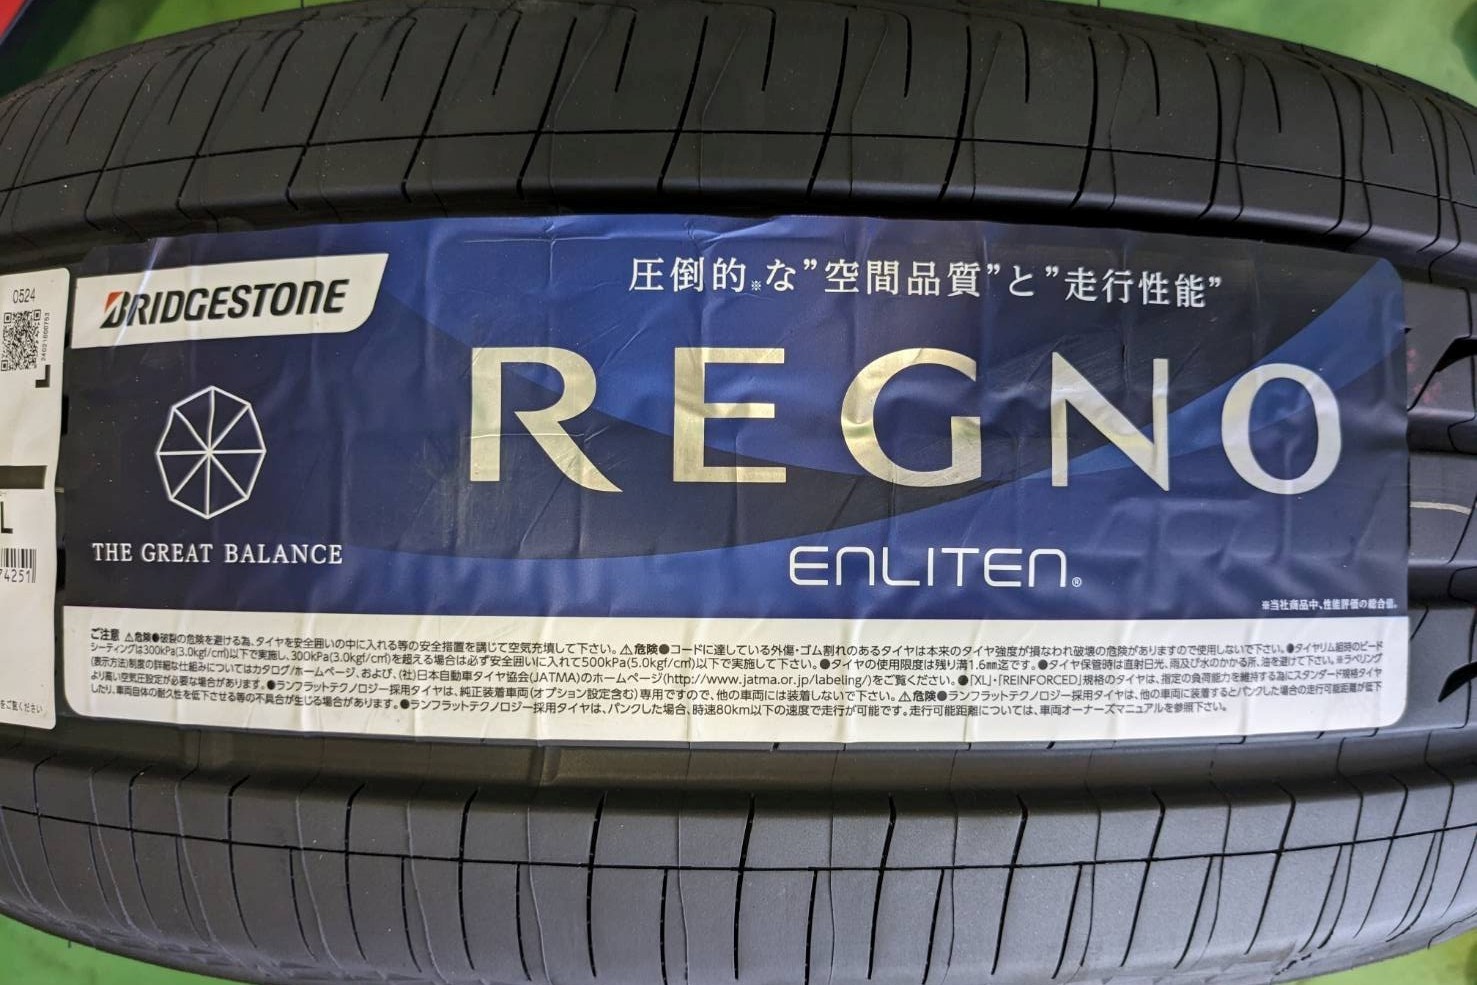 0524
24021600753
L
L
74251
をご覧ください。
BRIDGESTONE
圧倒的※な”空間品質”と”走行性能”
REGNO
THE GREAT BALANCE
ENLITEN®
※当社商品中、性能評価の総合値。
ご注意 ⚠危険●破裂の危険を避ける為、タイヤを安全囲いの中に入れる等の安全措置を講じて空気充填して下さい。⚠危険●コードに達している外傷・ゴム割れのあるタイヤは本来のタイヤ強度が損なわれ破壊の危険がありますので使用しないで下さい。●タイヤリム組時のビード
シーティングは300kPa(3.0kgf/c㎡)以下で実施し、300kPa(3.0kgf/c㎡)を超える場合は必ず安全囲いに入れて500kPa(5.0kgf/c㎡)以下で実施して下さい。●タイヤの使用限度は残り溝1.6㎜迄です。●タイヤ保管時は直射日光、雨及び水のかかる所、油を避けて下さい。※ラベリング
(表示方法)制度の詳細な仕組みについてはカタログ/ホームページ、および、(社)日本自動車タイヤ協会(JATMA)のホームページ(http://www.jatma.or.jp/labeling/)をご覧ください。●「XL」・「REINFORCED」規格のタイヤは、指定の負荷能力を維持する為にスタンダード規格タイヤ
より高い空気圧設定が必要な場合があります。●ランフラットテクノロジー採用タイヤは、純正装着車両(オプション設定含む)専用ですので、他の車両には装着しないで下さい。⚠危険●ランフラットテクノロジー採用タイヤは、他の車両に装着するとパンクした場合の走行可能距離が低下
したり、車両自体の耐久性を低下させる等の不具合が生じる場合があります。●ランフラットテクノロジー採用タイヤは、パンクした場合、時速80km以下の速度で走行が可能です。走行可能距離については、車両オーナーズマニュアルを参照下さい。